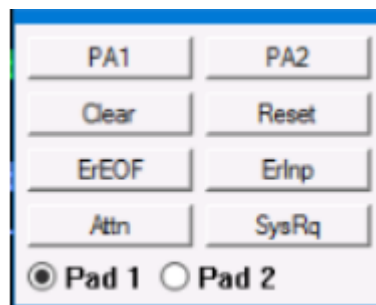 PA1 PA2
Clear Reset
ErEOF ErInp
Attn SysRq
Pad 1 Pad 2